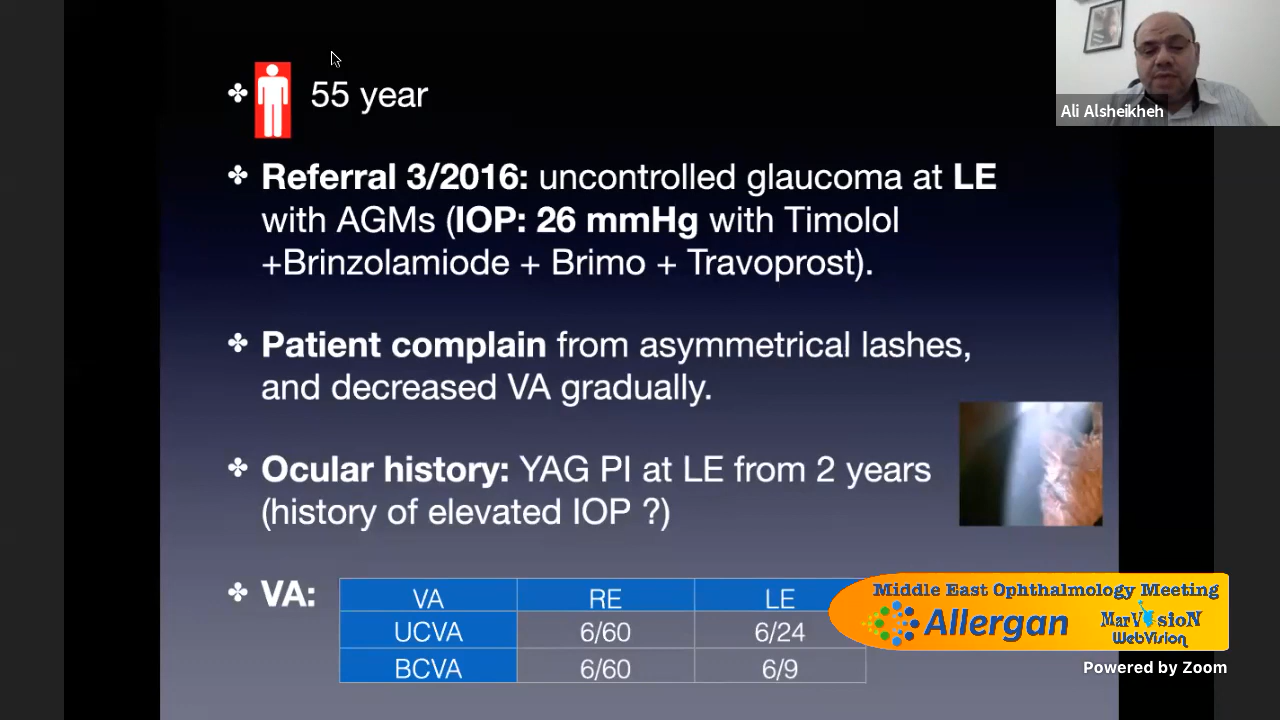 Ali Alsheikheh
55 year
Referral 3/2016: uncontrolled glaucoma at LE
with AGMs (IOP: 26 mmHg with Timolol
+Brinzolamiode + Brimo + Travoprost).
Patient complain from asymmetrical lashes,
and decreased VA gradually.
Ocular history: YAG PI at LE from 2 years
(history of elevated IOP ?)
VA:
VA RE LE
UCVA 6/60 6/24
BCVA 6/60 6/9
Middle East Ophthalmology Meeting
Allergan
MarVisioN
WebVision
Powered by Zoom